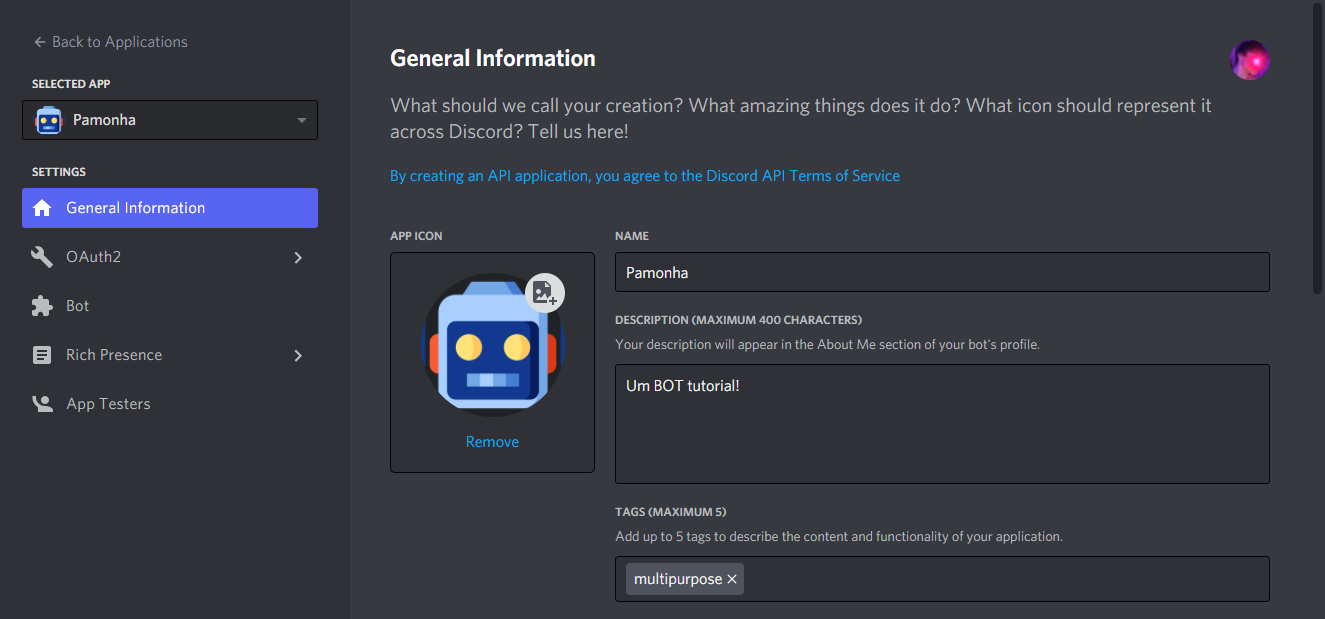 Back to Applications
SELECTED APP
Pamonha
SETTINGS
General Information
OAuth2
Bot
Rich Presence
App Testers
General Information
What should we call your creation? What amazing things does it do? What icon should represent it
across Discord? Tell us here!
By creating an API application, you agree to the Discord API Terms of Service
APP ICON
Remove
NAME
Pamonha
DESCRIPTION (MAXIMUM 400 CHARACTERS)
Your description will appear in the About Me section of your bot's profile.
Um BOT tutorial!
TAGS (MAXIMUM 5)
Add up to 5 tags to describe the content and functionality of your application.
multipurpose